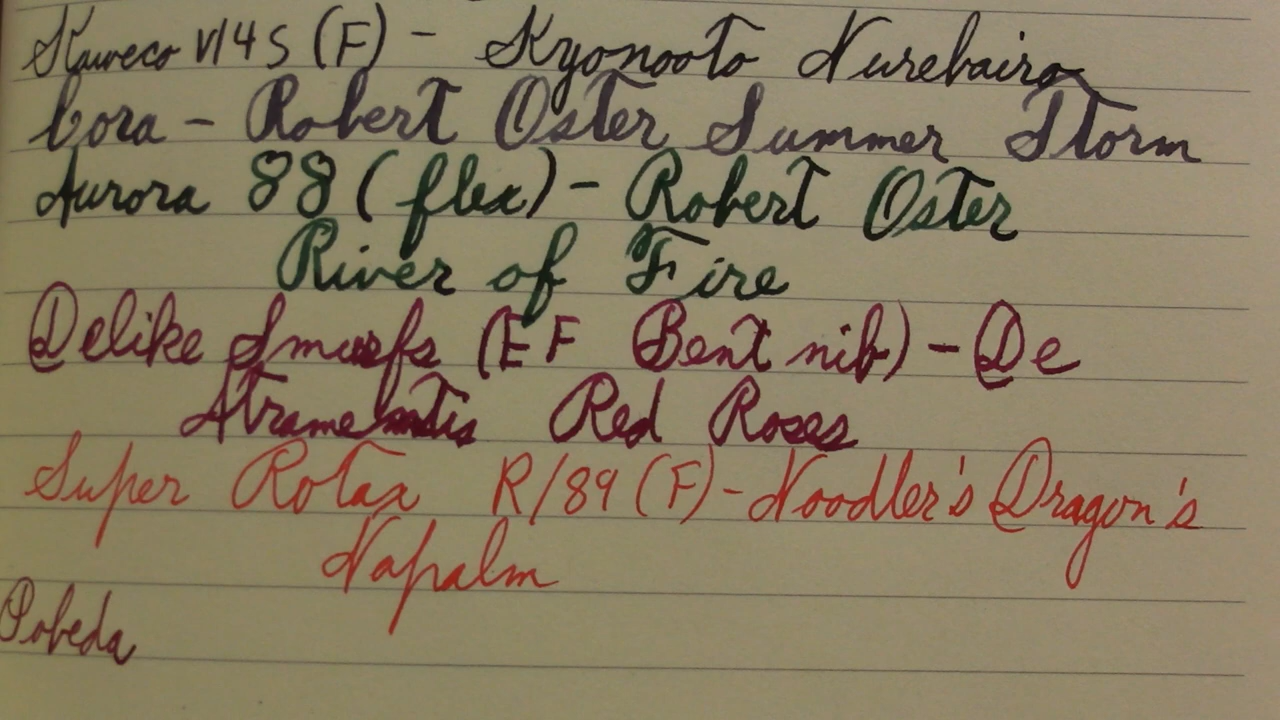 Kaweco V14 S (F) - Kyonooto Nurebairo
Cora - Robert Oster Summer Storm
Aurora 88 (flex) - Robert Oster
River of Fire
Delike Smurfs (EF Bent nib) - De
Atramentis Red Roses
Super Rotax R/89 (F) - Noodler's Dragon's
Napalm
Pobeda